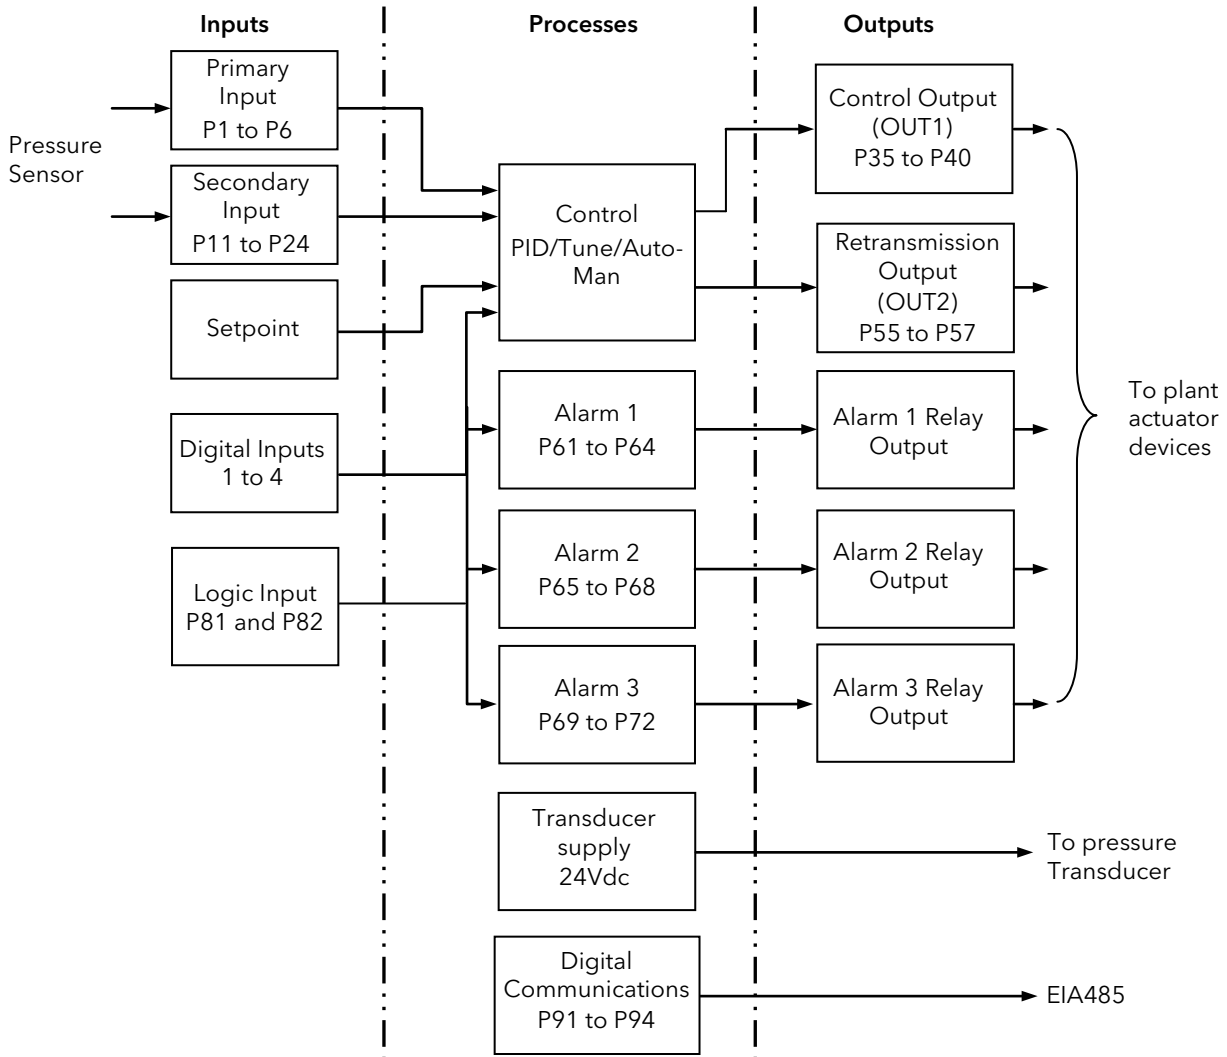 Inputs
Processes
Outputs
Pressure
Sensor
Primary
Input
P1 to P6
Secondary
Input
P11 to P24
Setpoint
Digital Inputs
1 to 4
Logic Input
P81 and P82
Control
PID/Tune/Auto-
Man
Alarm 1
P61 to P64
Alarm 2
P65 to P68
Alarm 3
P69 to P72
Transducer
supply
24Vdc
Digital
Communications
P91 to P94
Control Output
(OUT1)
P35 to P40
Retransmission
Output
(OUT2)
P55 to P57
Alarm 1 Relay
Output
Alarm 2 Relay
Output
Alarm 3 Relay
Output
To plant
actuator
devices
To pressure
Transducer
EIA485